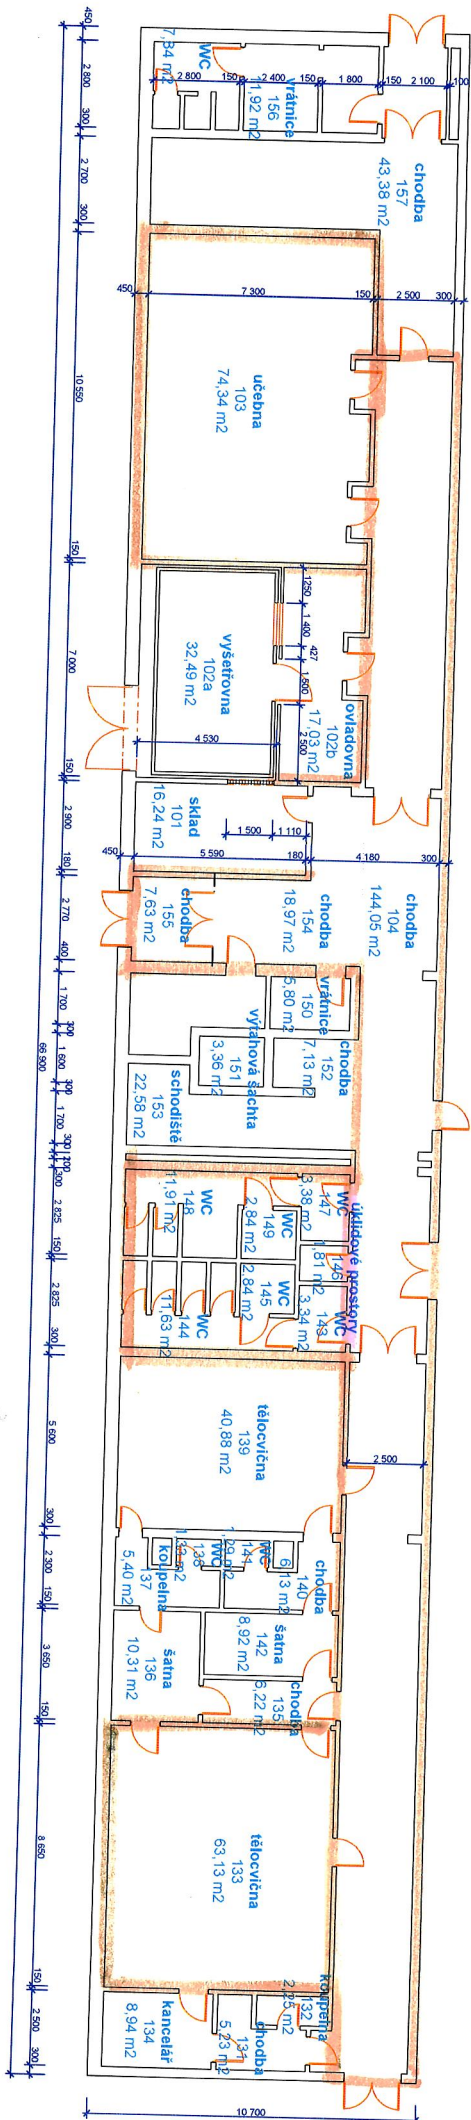 WC
7,84 m2
vrátnice
156
11,92 m2
chodba
157
43,38 m2
učebna
103
74,34 m2
vyšetřovna
102a
32,49 m2
ovladovna
102b
17,03 m2
sklad
101
16,24 m2
chodba
155
7,63 m2
chodba
154
18,97 m2
chodba
104
144,05 m2
vrátnice
150
5,80 m2
chodba
152
7,13 m2
výtahová šachta
151
3,36 m2
schodiště
153
22,58 m2
úklidové prostory
WC
148
11,91 m2
WC
149
2,84 m2
WC
147
3,38 m2
146
1,81 m2
WC
145
2,84 m2
WC
144
11,63 m2
WC
143
3,34 m2
tělocvična
139
40,88 m2
WC
138
1,33 m2
WC
141
1,29 m2
chodba
140
6,13 m2
koupelna
137
5,40 m2
šatna
142
8,92 m2
šatna
136
10,31 m2
chodba
135
6,22 m2
tělocvična
133
63,13 m2
koupelna
132
2,25 m2
chodba
131
5,23 m2
kancelář
134
8,94 m2
2 800
150
2 400
150
1 800
150
2 100
100
450
7 300
150
2 500
300
1250
1 400
427
1 500
2 500
4 530
1 500
1 110
450
5 590
180
4 180
300
2 500
450
2 800
300
2 700
300
10 550
150
7 000
150
2 900
180
2 770
400
1 700
300
1 600
300
1 700
300
200
300
2 825
150
2 825
300
5 600
300
2 300
150
3 650
150
8 650
150
2 500
300
66 900
10 700